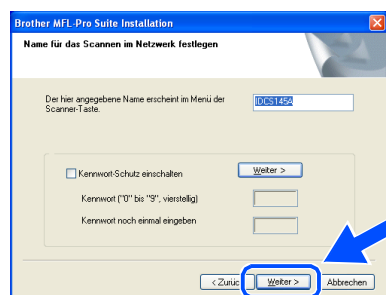 Brother MFL-Pro Suite Installation
Name für das Scannen im Netzwerk festlegen
Der hier angegebene Name erscheint im Menü der
Scanner-Taste.
IDCS145A
Kennwort-Schutz einschalten
Weiter >
Kennwort ("0" bis "9", vierstellig)
Kennwort noch einmal eingeben
< Zurüc
Weiter >
Abbrechen